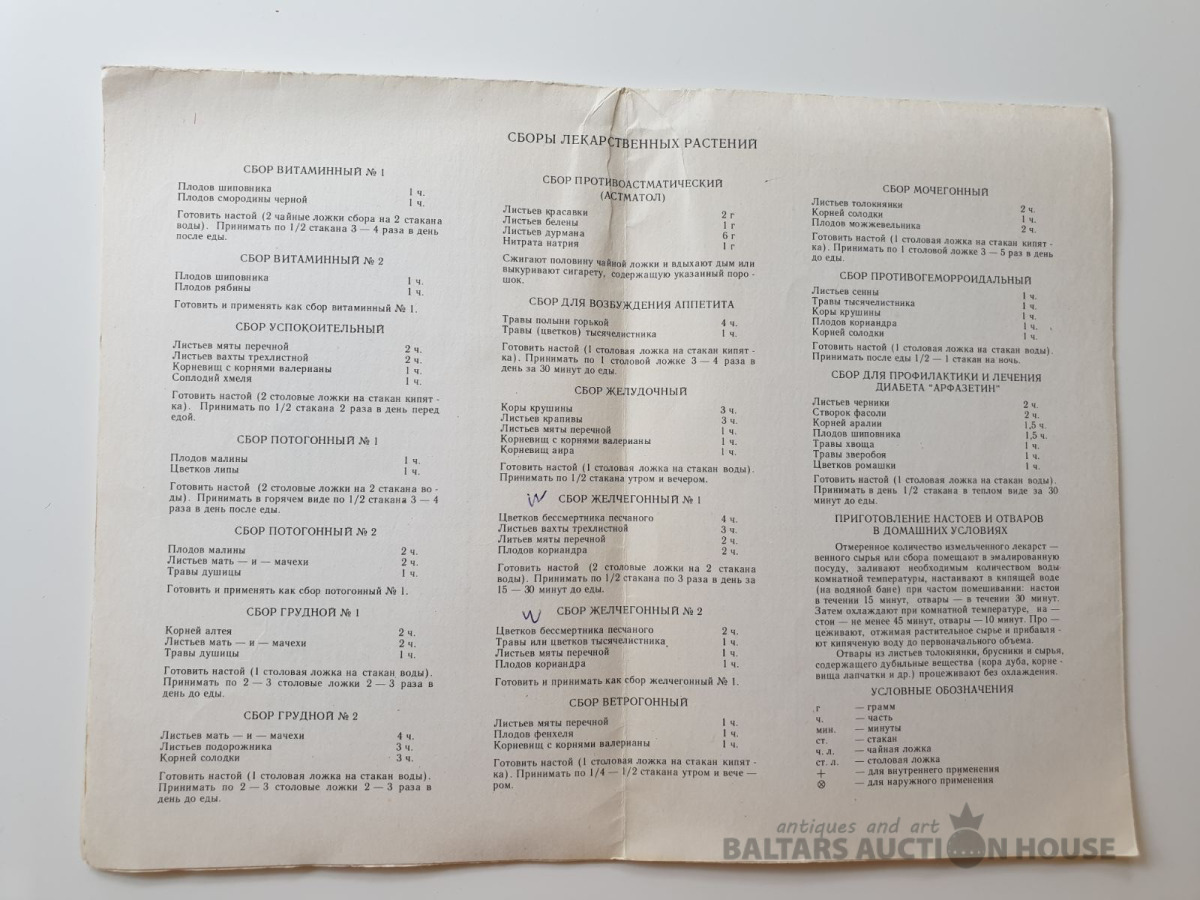 СБОРЫ ЛЕКАРСТВЕННЫХ РАСТЕНИЙ
СБОР ВИТАМИННЫЙ № 1
Плодов шиповника 1 ч.
Плодов смородины черной 1 ч.
Готовить настой (2 чайные ложки сбора на 2 стакана
воды). Принимать по 1/2 стакана 3 — 4 раза в день
после еды.
СБОР ВИТАМИННЫЙ № 2
Плодов шиповника 1 ч.
Плодов рябины 1 ч.
Готовить и применять как сбор витаминный № 1.
СБОР УСПОКОИТЕЛЬНЫЙ
Листьев мяты перечной 2 ч.
Листьев вахты трехлистной 2 ч.
Корневищ с корнями валерианы 1 ч.
Соплодий хмеля 1 ч.
Готовить настой (2 столовые ложки на стакан кипят -
ка). Принимать по 1/2 стакана 2 раза в день перед
едой.
СБОР ПОТОГОННЫЙ № 1
Плодов малины 1 ч.
Цветков липы 1 ч.
Готовить настой (2 столовые ложки на 2 стакана во -
ды). Принимать в горячем виде по 1/2 стакана 3 — 4
раза в день после еды.
СБОР ПОТОГОННЫЙ № 2
Плодов малины 2 ч.
Листьев мать — и — мачехи 2 ч.
Травы душицы 1 ч.
Готовить и применять как сбор потогонный № 1.
СБОР ГРУДНОЙ № 1
Корней алтея 2 ч.
Листьев мать — и — мачехи 2 ч.
Травы душицы 1 ч.
Готовить настой (1 столовая ложка на стакан воды).
Принимать по 2 — 3 столовые ложки 2 — 3 раза в
день до еды.
СБОР ГРУДНОЙ № 2
Листьев мать — и — мачехи 4 ч.
Листьев подорожника 3 ч.
Корней солодки 3 ч.
Готовить настой (1 столовая ложка на стакан воды).
Принимать по 2 — 3 столовые ложки 2 — 3 раза в
день до еды.
СБОР ПРОТИВОАСТМАТИЧЕСКИЙ
(АСТМАТОЛ)
Листьев красавки 2 г
Листьев белены 1 г
Листьев дурмана 6 г
Нитрата натрия 1 г
Сжигают половину чайной ложки и вдыхают дым или
выкуривают сигарету, содержащую указанный поро -
шок.
СБОР ДЛЯ ВОЗБУЖДЕНИЯ АППЕТИТА
Травы полыни горькой 4 ч.
Травы (цветков) тысячелистника 1 ч.
Готовить настой (1 столовая ложка на стакан кипят -
ка). Принимать по 1 столовой ложке 3 — 4 раза в
день за 30 минут до еды.
СБОР ЖЕЛУДОЧНЫЙ
Коры крушины 3 ч.
Листьев крапивы 3 ч.
Листьев мяты перечной 1 ч.
Корневищ с корнями валерианы 1 ч.
Корневищ аира 1 ч.
Готовить настой (1 столовая ложка на стакан воды).
Принимать по 1/2 стакана утром и вечером.
СБОР ЖЕЛЧЕГОННЫЙ № 1
Цветков бессмертника песчаного 4 ч.
Листьев вахты трехлистной 3 ч.
Литьев мяты перечной 2 ч.
Плодов кориандра 2 ч.
Готовить настой (2 столовые ложки на 2 стакана
воды). Принимать по 1/2 стакана по 3 раза в день за
15 — 30 минут до еды.
СБОР ЖЕЛЧЕГОННЫЙ № 2
Цветков бессмертника песчаного 2 ч.
Травы или цветков тысячелистника 1 ч.
Листьев мяты перечной 1 ч.
Плодов кориандра 1 ч.
Готовить и принимать как сбор желчегонный № 1.
СБОР ВЕТРОГОННЫЙ
Листьев мяты перечной 1 ч.
Плодов фенхеля 1 ч.
Корневищ с корнями валерианы 1 ч.
Готовить настой (1 столовая ложка на стакан кипят -
ка). Принимать по 1/4 — 1/2 стакана утром и вече —
ром.
СБОР МОЧЕГОННЫЙ
Листьев толокнянки 2 ч.
Корней солодки 1 ч.
Плодов можжевельника 2 ч.
Готовить настой (1 столовая ложка на стакан кипят -
ка). Принимать по 1 столовой ложке 3 — 5 раз в день
до еды.
СБОР ПРОТИВОГЕМОРРОИДАЛЬНЫЙ
Листьев сенны 1 ч.
Травы тысячелистника 1 ч.
Коры крушины 1 ч.
Плодов кориандра 1 ч.
Корней солодки 1 ч.
Готовить настой (1 столовая ложка на стакан воды).
Принимать после еды 1/2 — 1 стакан на ночь.
СБОР ДЛЯ ПРОФИЛАКТИКИ И ЛЕЧЕНИЯ
ДИАБЕТА "АРФАЗЕТИН"
Листьев черники 2 ч.
Створок фасоли 2 ч.
Корней аралии 1,5 ч.
Плодов шиповника 1,5 ч.
Травы хвоща 1 ч.
Травы зверобоя 1 ч.
Цветков ромашки 1 ч.
Готовить настой (1 столовая ложка на стакан воды).
Принимать в день 1/2 стакана в теплом виде за 30
минут до еды.
ПРИГОТОВЛЕНИЕ НАСТОЕВ И ОТВАРОВ
В ДОМАШНИХ УСЛОВИЯХ
Отмеренное количество измельченного лекарст —
венного сырья или сбора помещают в эмалированную
посуду, заливают необходимым количеством воды
комнатной температуры, настаивают в кипящей воде
(на водяной бане) при частом помешивании: настои
в течении 15 минут, отвары — в течении 30 минут.
Затем охлаждают при комнатной температуре, на —
стои — не менее 45 минут, отвары — 10 минут. Про —
цеживают, отжимая растительное сырье и прибавля -
ют кипяченую воду до первоначального объема.
Отвары из листьев толокнянки, брусники и сырья,
содержащего дубильные вещества (кора дуба, корне -
вища лапчатки и др.) процеживают без охлаждения.
УСЛОВНЫЕ ОБОЗНАЧЕНИЯ
г — грамм
ч. — часть
мин. — минуты
ст. — стакан
ч. л. — чайная ложка
ст. л. — столовая ложка
+ — для внутреннего применения
⊗ — для наружного применения
antiques and art
BALTARS AUCTION HOUSE